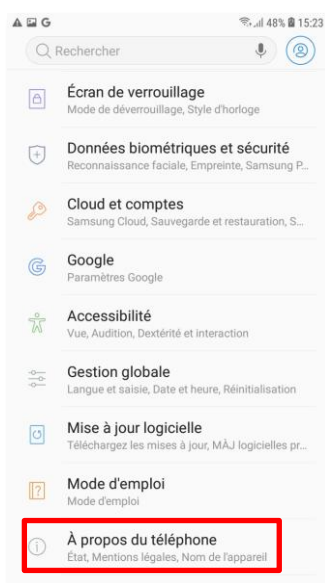 G 48% 15:23
Rechercher
Écran de verrouillage
Mode de déverrouillage, Style d'horloge
Données biométriques et sécurité
Reconnaissance faciale, Empreinte, Samsung P...
Cloud et comptes
Samsung Cloud, Sauvegarde et restauration, S...
Google
Paramètres Google
Accessibilité
Vue, Audition, Dextérité et interaction
Gestion globale
Langue et saisie, Date et heure, Réinitialisation
Mise à jour logicielle
Téléchargez les mises à jour, MÀJ logicielles pr...
Mode d'emploi
Mode d'emploi
À propos du téléphone
État, Mentions légales, Nom de l'appareil